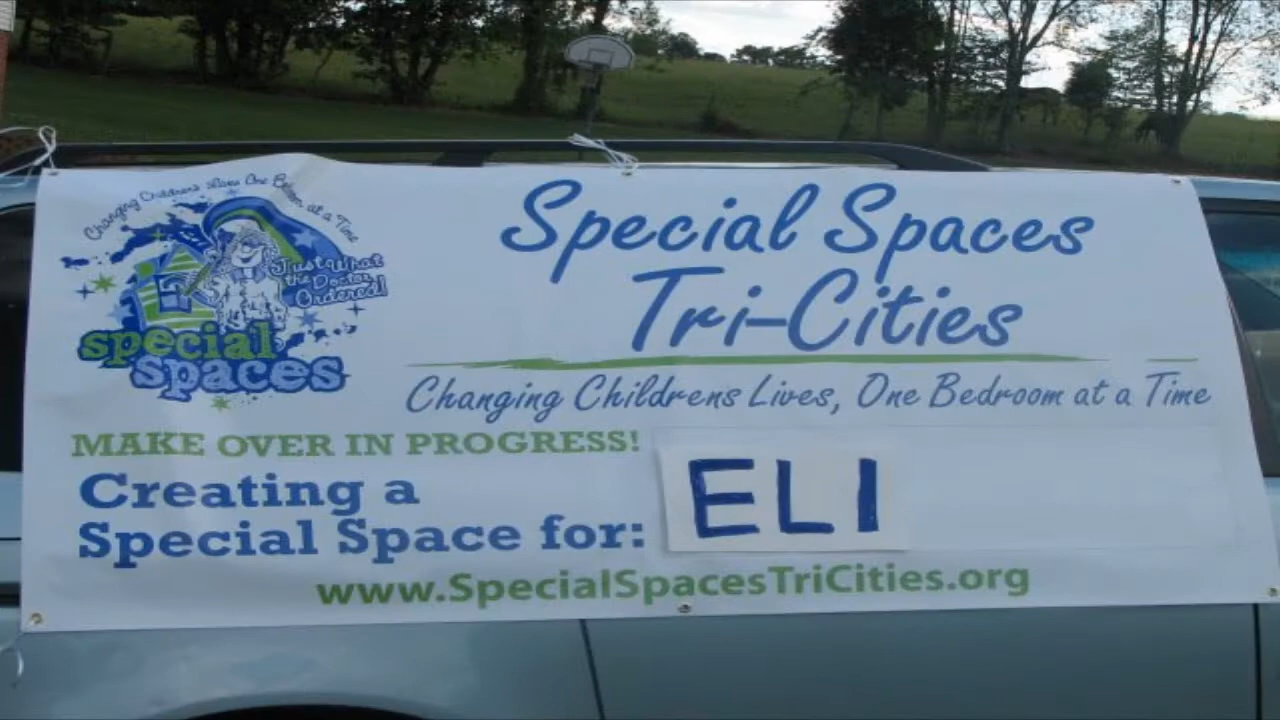 Changing Children's Lives One Bedroom at a Time
Just What
the Doctor
Ordered!
special
spaces
Special Spaces
Tri-Cities
Changing Childrens Lives, One Bedroom at a Time
MAKE OVER IN PROGRESS!
Creating a
Special Space for:
ELI
www.SpecialSpacesTriCities.org